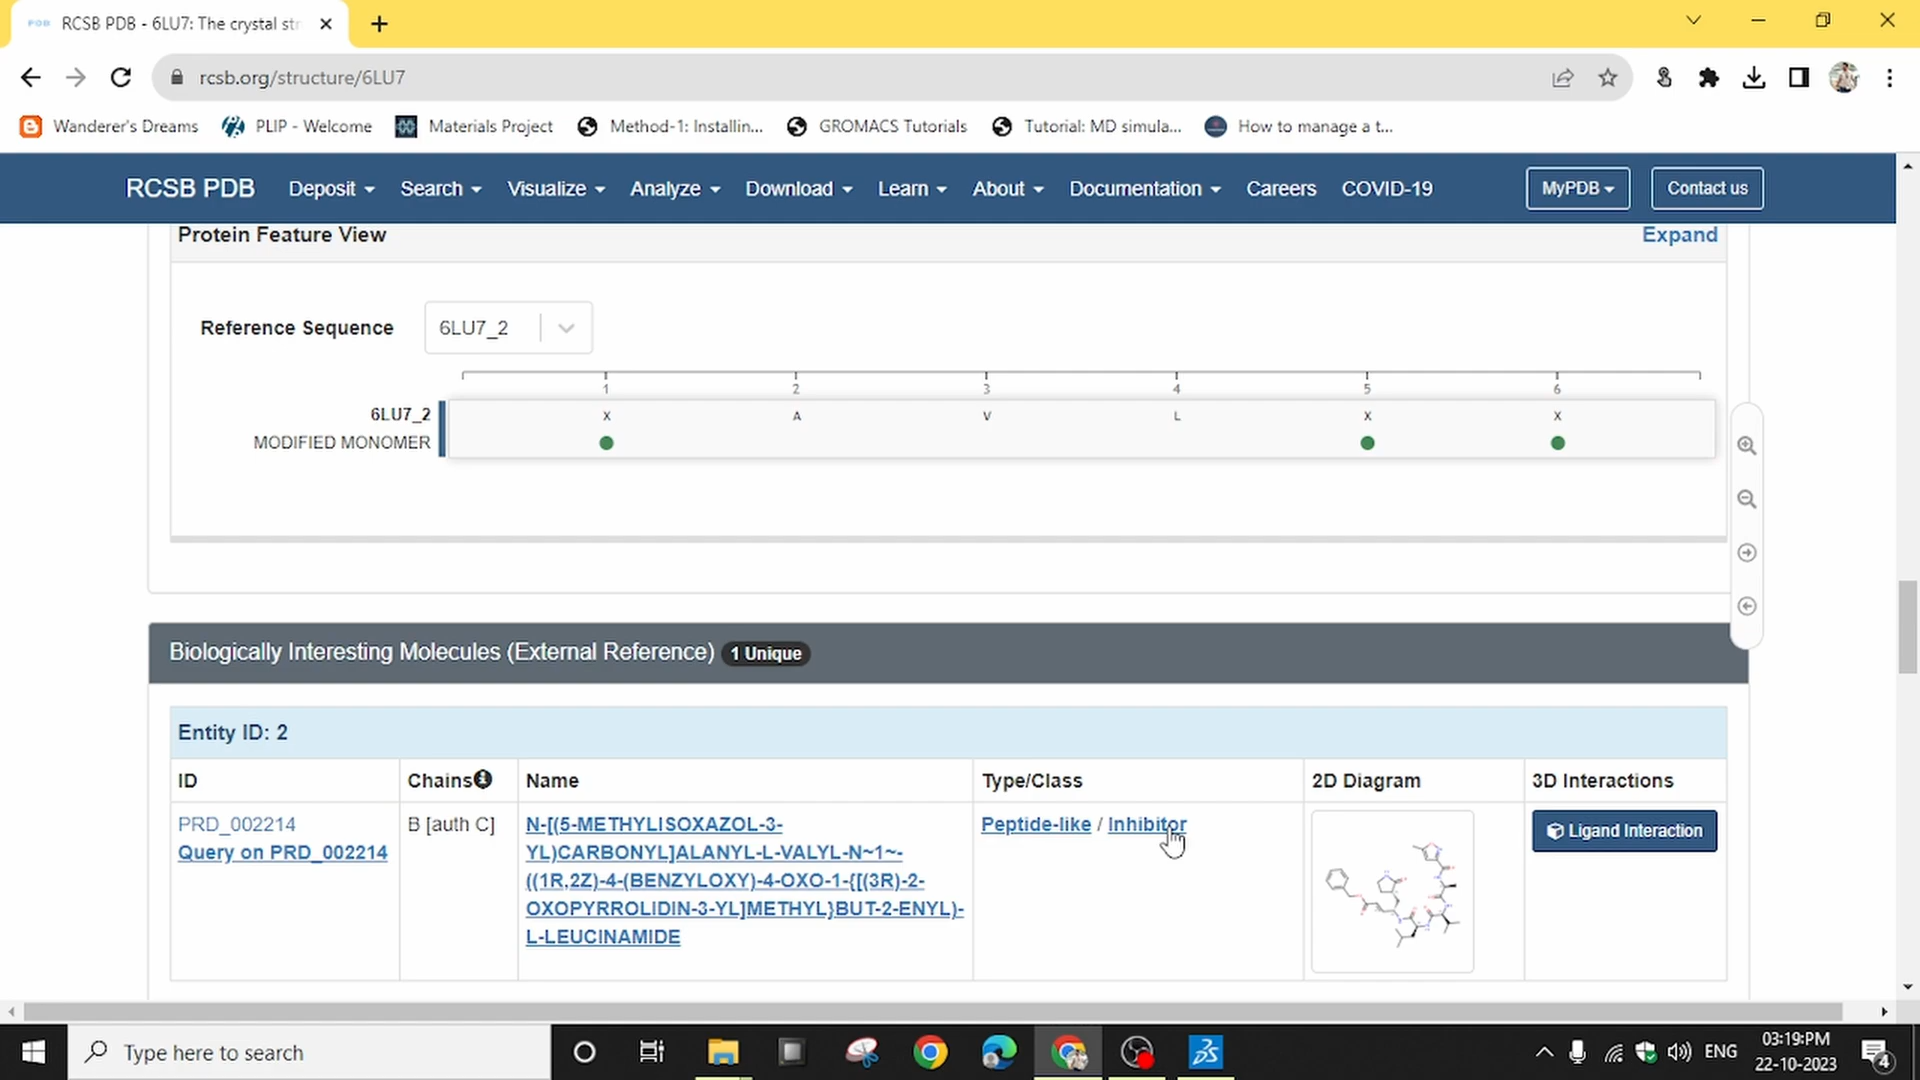 PDB RCSB PDB - 6LU7: The crystal str
rcsb.org/structure/6LU7
Wanderer's Dreams
PLIP - Welcome
Materials Project
Method-1: Installin...
GROMACS Tutorials
Tutorial: MD simula...
How to manage a t...
RCSB PDB
Deposit
Search
Visualize
Analyze
Download
Learn
About
Documentation
Careers
COVID-19
MyPDB
Contact us
Protein Feature View
Expand
Reference Sequence
6LU7_2
1 2 3 4 5 6
6LU7_2
X A V L X X
MODIFIED MONOMER
Biologically Interesting Molecules (External Reference) 1 Unique
Entity ID: 2
ID
Chains
Name
Type/Class
2D Diagram
3D Interactions
PRD_002214
Query on PRD_002214
B [auth C]
N-[(5-METHYLISOXAZOL-3-
YL)CARBONYL]ALANYL-L-VALYL-N~1~-
((1R,2Z)-4-(BENZYLOXY)-4-OXO-1-{[(3R)-2-
OXOPYRROLIDIN-3-YL]METHYL}BUT-2-ENYL)-
L-LEUCINAMIDE
Peptide-like / Inhibitor
Ligand Interaction
Type here to search
ENG
03:19:PM
22-10-2023
4